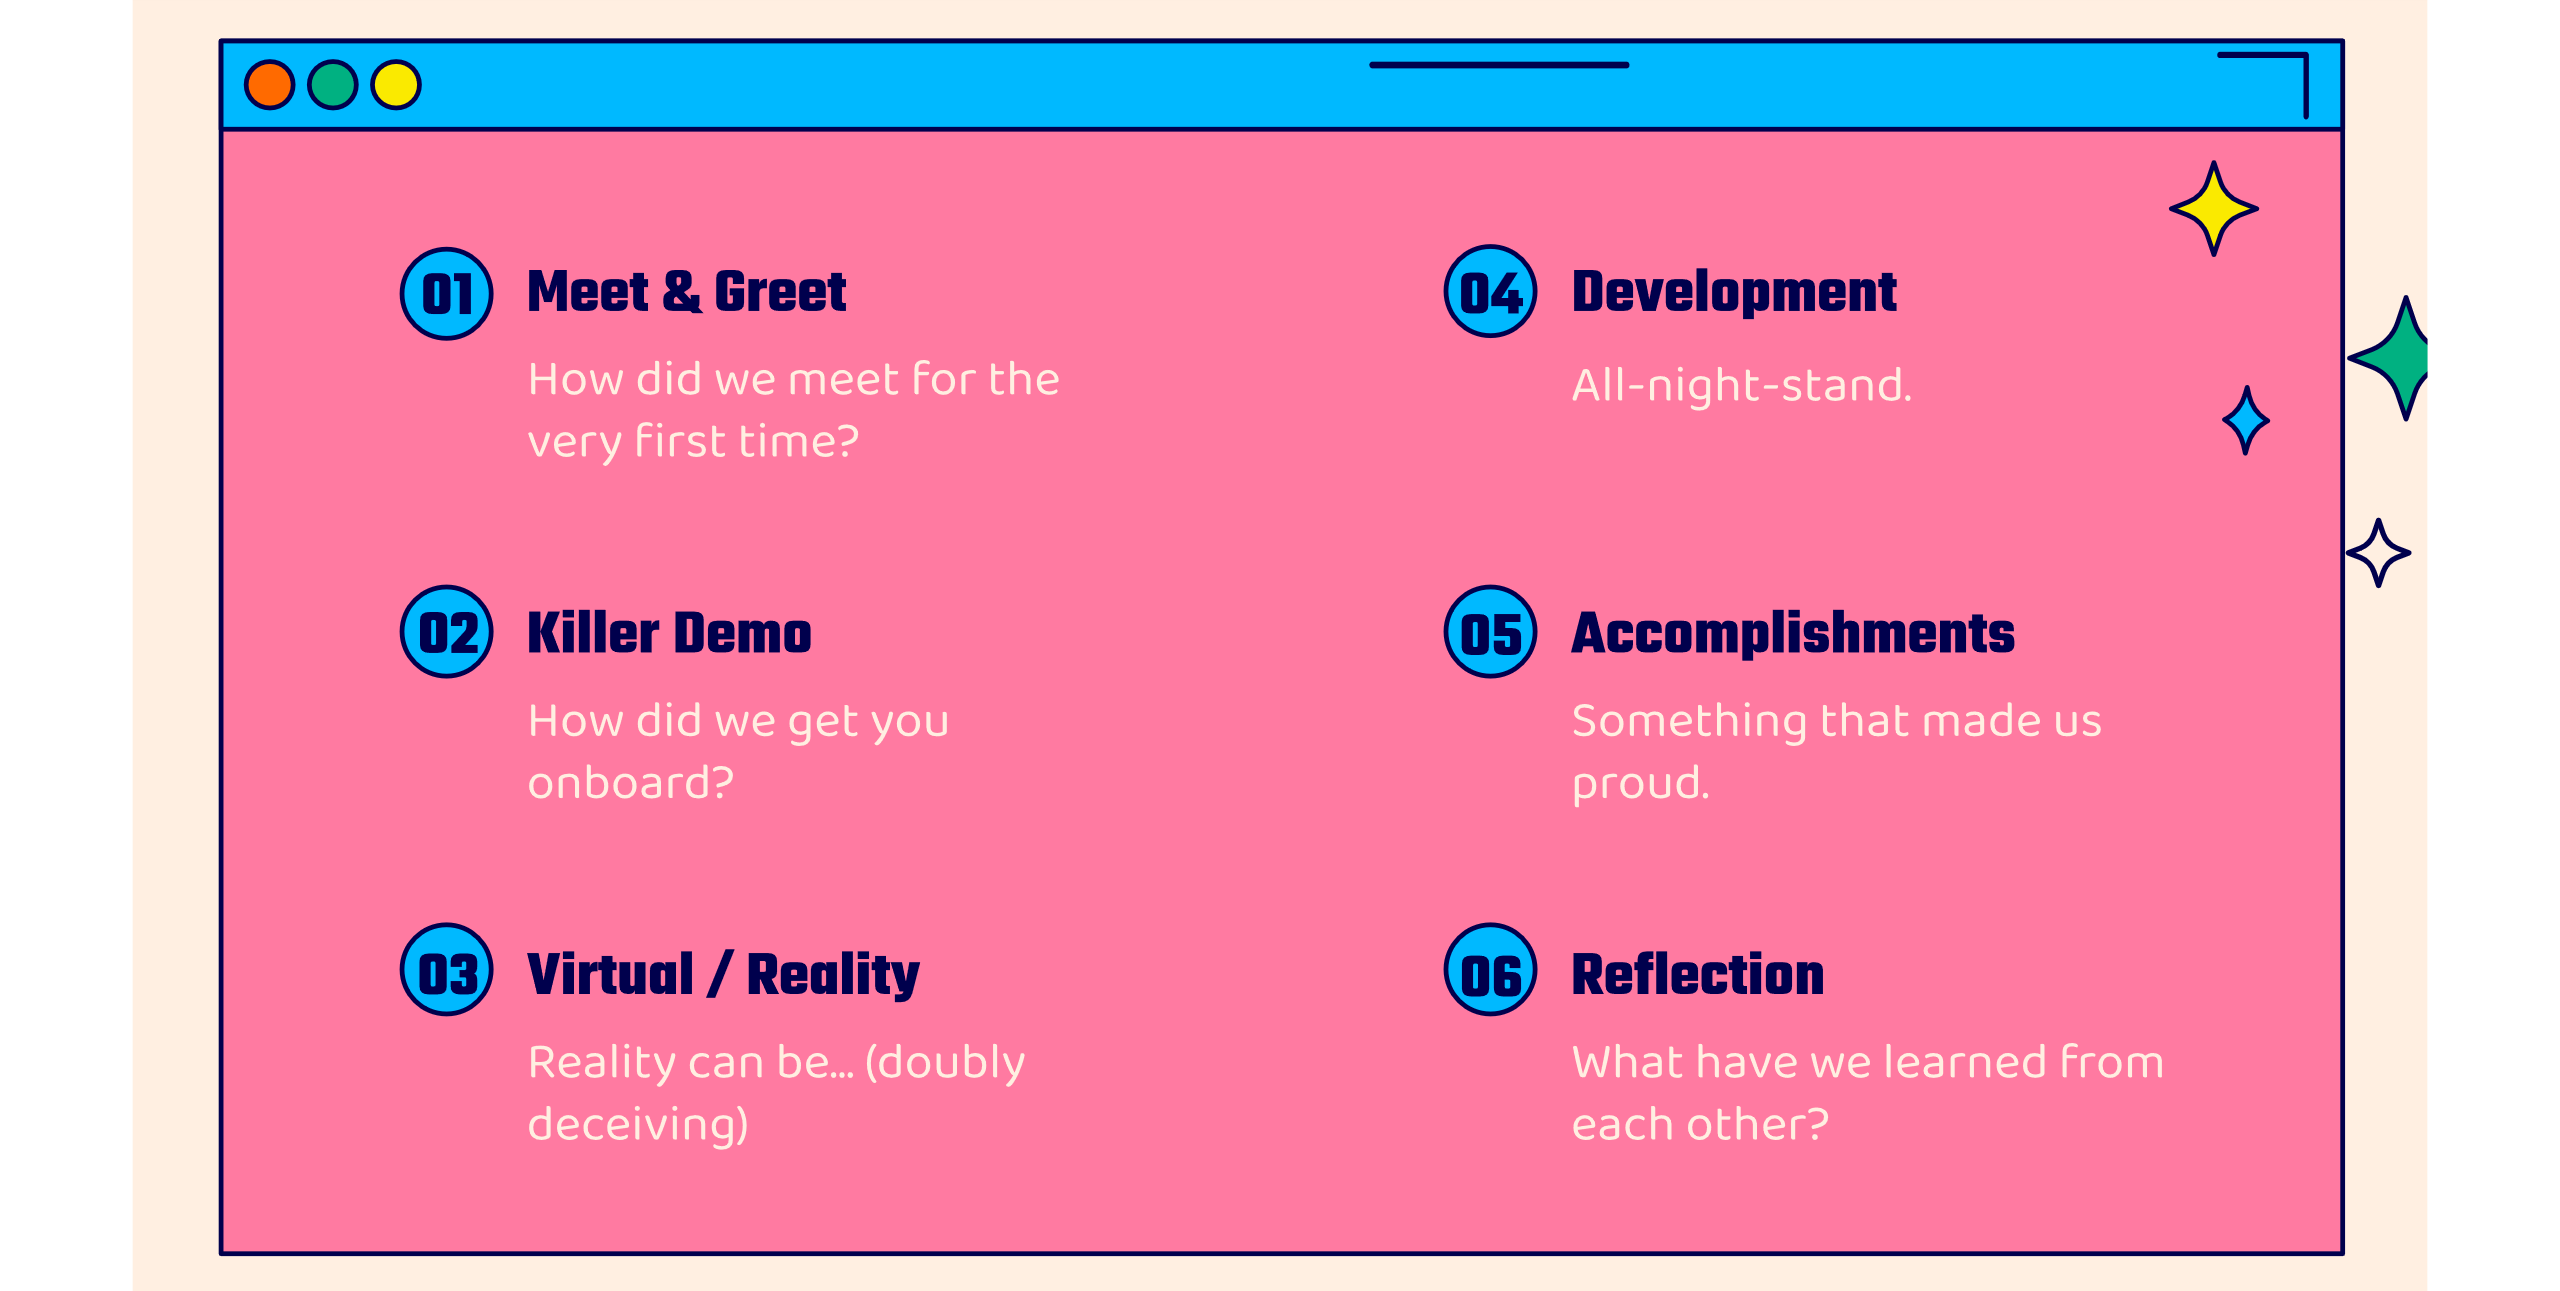 01 Meet & Greet
How did we meet for the
very first time?
02 Killer Demo
How did we get you
onboard?
03 Virtual / Reality
Reality can be... (doubly
deceiving)
04 Development
All-night-stand.
05 Accomplishments
Something that made us
proud.
06 Reflection
What have we learned from
each other?